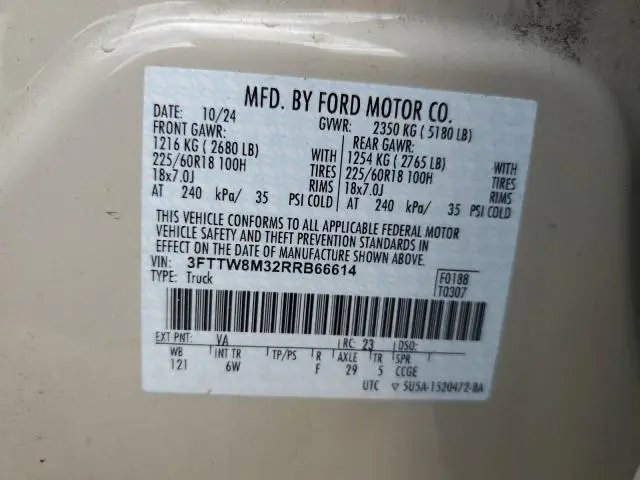 MFD. BY FORD MOTOR CO.
DATE: 10/24 GVWR: 2350 KG ( 5180 LB)
FRONT GAWR: REAR GAWR:
1216 KG ( 2680 LB) WITH 1254 KG ( 2765 LB) WITH
225/60R18 100H TIRES 225/60R18 100H TIRES
18x7.0J RIMS 18x7.0J RIMS
AT 240 kPa/ 35 PSI COLD AT 240 kPa/ 35 PSI COLD
THIS VEHICLE CONFORMS TO ALL APPLICABLE FEDERAL MOTOR
VEHICLE SAFETY AND THEFT PREVENTION STANDARDS IN
EFFECT ON THE DATE OF MANUFACTURE SHOWN ABOVE.
VIN: 3FTTW8M32RRB66614 F0188
TYPE: Truck T0307
EXT PNT: VA RC: 23 DSO:
WB INT TR TP/PS R AXLE TR SPR
121 6W F 29 5 CCGE
UTC ▽ 5U5A-1520472-BA